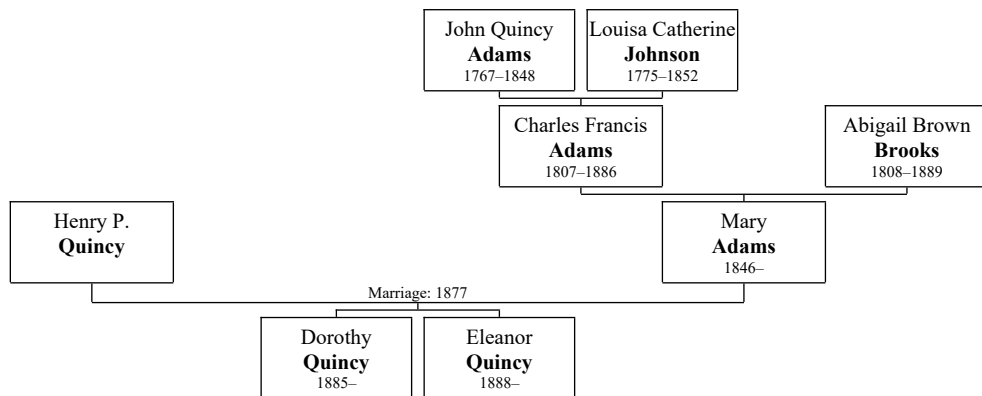 John Quincy
Adams
1767–1848
Louisa Catherine
Johnson
1775–1852
Charles Francis
Adams
1807–1886
Abigail Brown
Brooks
1808–1889
Henry P.
Quincy
Mary
Adams
1846–
Marriage: 1877
Dorothy
Quincy
1885–
Eleanor
Quincy
1888–